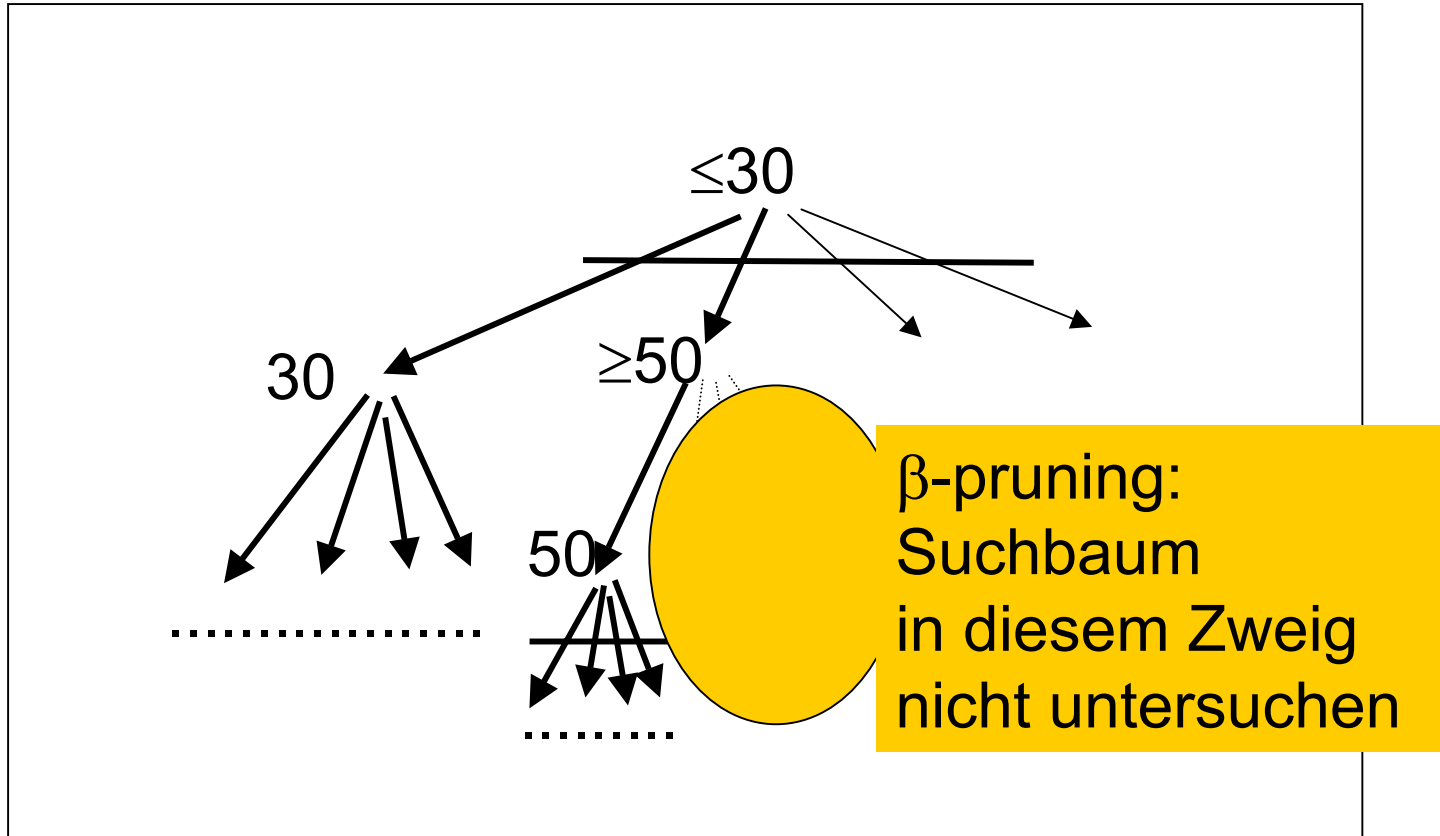 ≤30
30
≥50
50
β-pruning:
Suchbaum
in diesem Zweig
nicht untersuchen